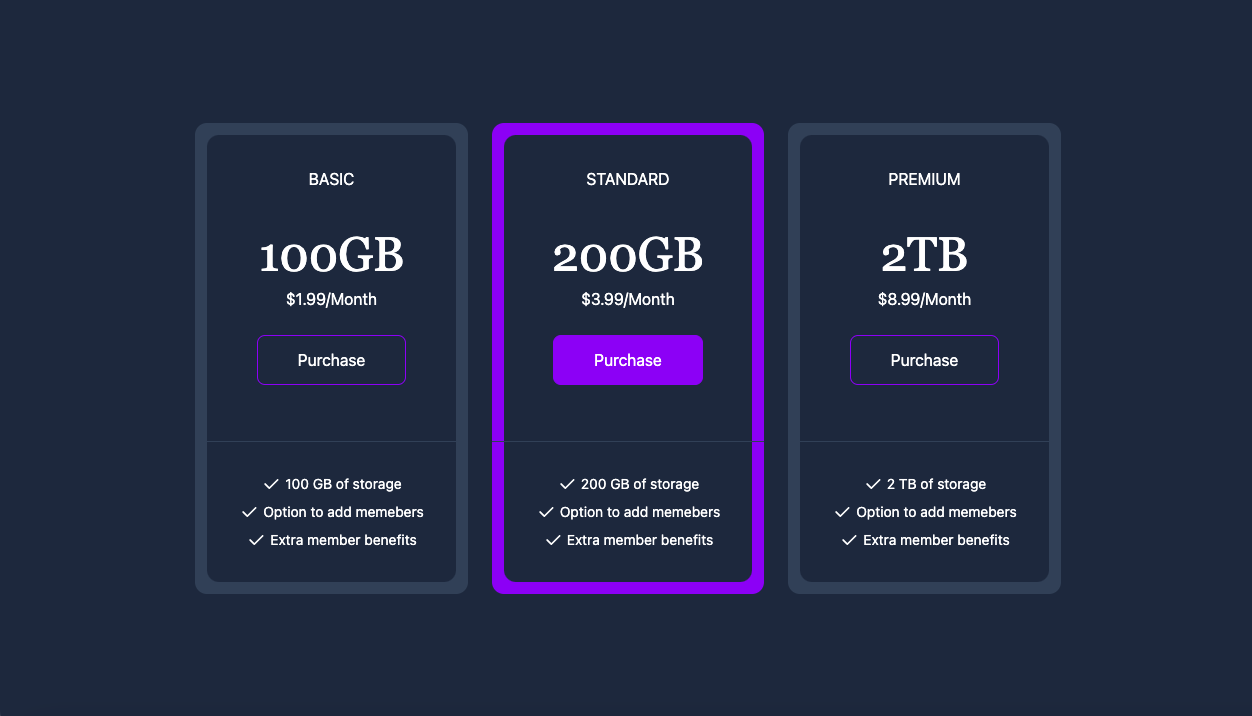 BASIC
100GB
$1.99/Month
Purchase
100 GB of storage
Option to add memebers
Extra member benefits
STANDARD
200GB
$3.99/Month
Purchase
200 GB of storage
Option to add memebers
Extra member benefits
PREMIUM
2TB
$8.99/Month
Purchase
2 TB of storage
Option to add memebers
Extra member benefits